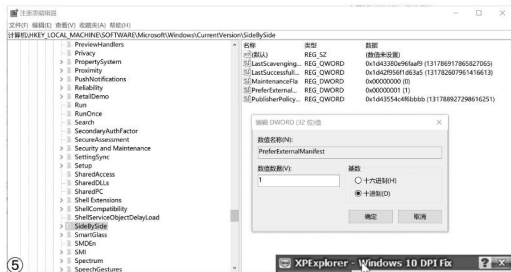 注册表编辑器
文件(F) 编辑(E) 查看(V) 收藏夹(A) 帮助(H)
计算机\HKEY_LOCAL_MACHINE\SOFTWARE\Microsoft\Windows\CurrentVersion\SideBySide
PreviewHandlers
Privacy
PropertySystem
Proximity
PushNotifications
Reliability
RetailDemo
Run
RunOnce
Search
SecondaryAuthFactor
SecureAssessment
Security and Maintenance
SettingSync
Setup
SharedAccess
SharedDLLs
SharedPC
Shell Extensions
ShellCompatibility
ShellServiceObjectDelayLoad
SideBySide
SmartGlass
SMDEn
SMI
Spectrum
SpeechGestures
名称 类型 数据
(默认) REG_SZ (数值未设置)
LastScavenging... REG_QWORD 0x1d43380e96faaf9 (131786917865827065)
LastSuccessfull... REG_QWORD 0x1d42f956f1d63a5 (131782607961416613)
MaintenanceFla... REG_DWORD 0x00000000 (0)
PreferExternal... REG_DWORD 0x00000001 (1)
PublisherPolicy... REG_QWORD 0x1d43554c4f6bbbb (131788927298616251)
编辑 DWORD (32 位)值
数值名称(N):
PreferExternalManifest
数值数据(V):
1
基数
十六进制(H)
十进制(D)
确定 取消
XPExplorer - Windows 10 DPI Fix
⑤